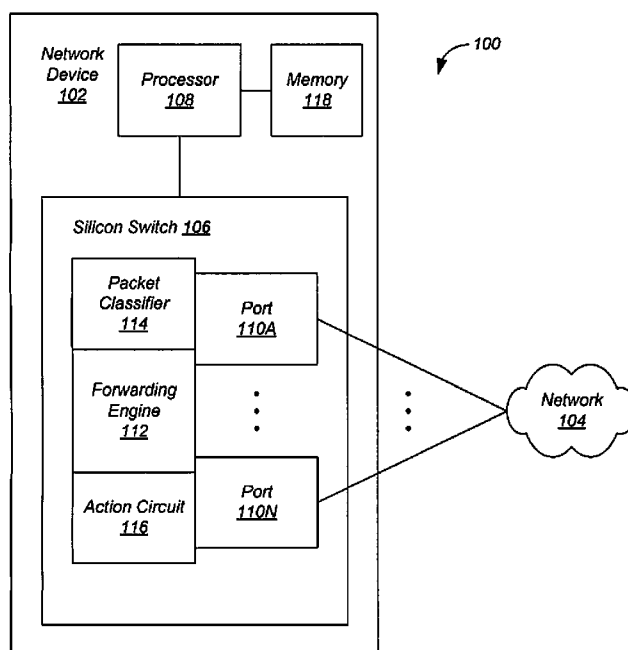 100
Network
Device
102
Processor
108
Memory
118
Silicon Switch 106
Packet
Classifier
114
Port
110A
Forwarding
Engine
112
Network
104
Action Circuit
116
Port
110N